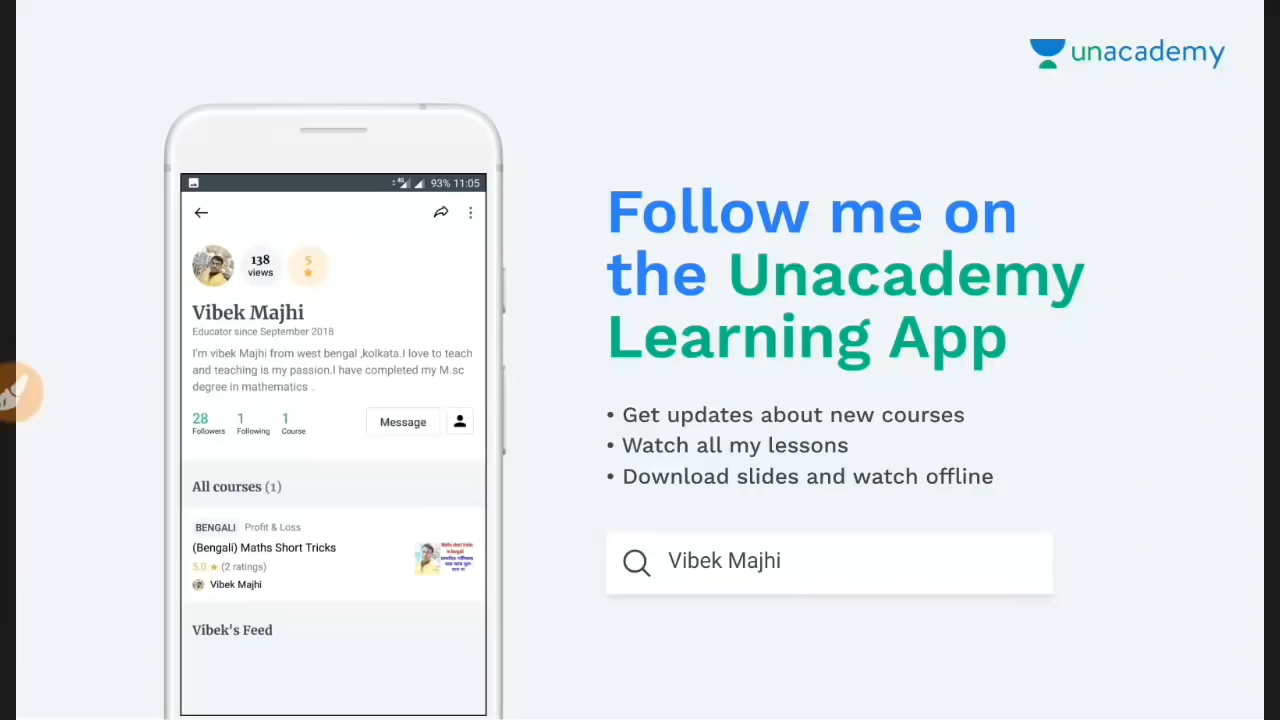 unacademy
93% 11:05
138
views
5
Vibek Majhi
Educator since September 2018
I'm vibek Majhi from west bengal ,kolkata.I love to teach
and teaching is my passion.I have completed my M.sc
degree in mathematics .
28
Followers
1
Following
1
Course
Message
All courses (1)
BENGALI Profit & Loss
(Bengali) Maths Short Tricks
5.0 ★ (2 ratings)
Vibek Majhi
Vibek's Feed
Follow me on
the Unacademy
Learning App
• Get updates about new courses
• Watch all my lessons
• Download slides and watch offline
Vibek Majhi